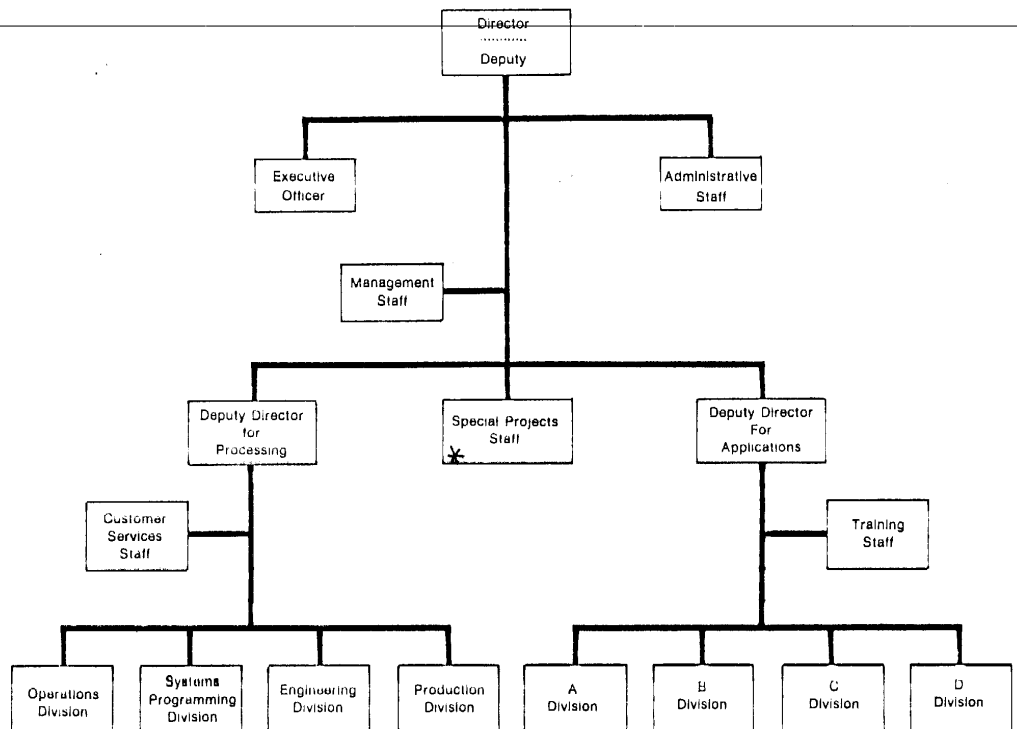 Director
Deputy
Executive
Officer
Administrative
Staff
Management
Staff
Deputy Director
for
Processing
Special Projects
Staff
*
Deputy Director
For
Applications
Customer
Services
Staff
Training
Staff
Operations
Division
Systems
Programming
Division
Engineering
Division
Production
Division
A
Division
B
Division
C
Division
D
Division